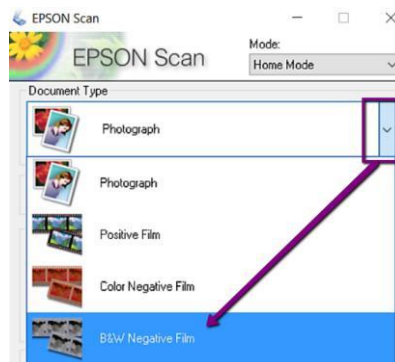 EPSON Scan
EPSON Scan
Mode:
Home Mode
Document Type
Photograph
Photograph
Positive Film
Color Negative Film
B&W Negative Film